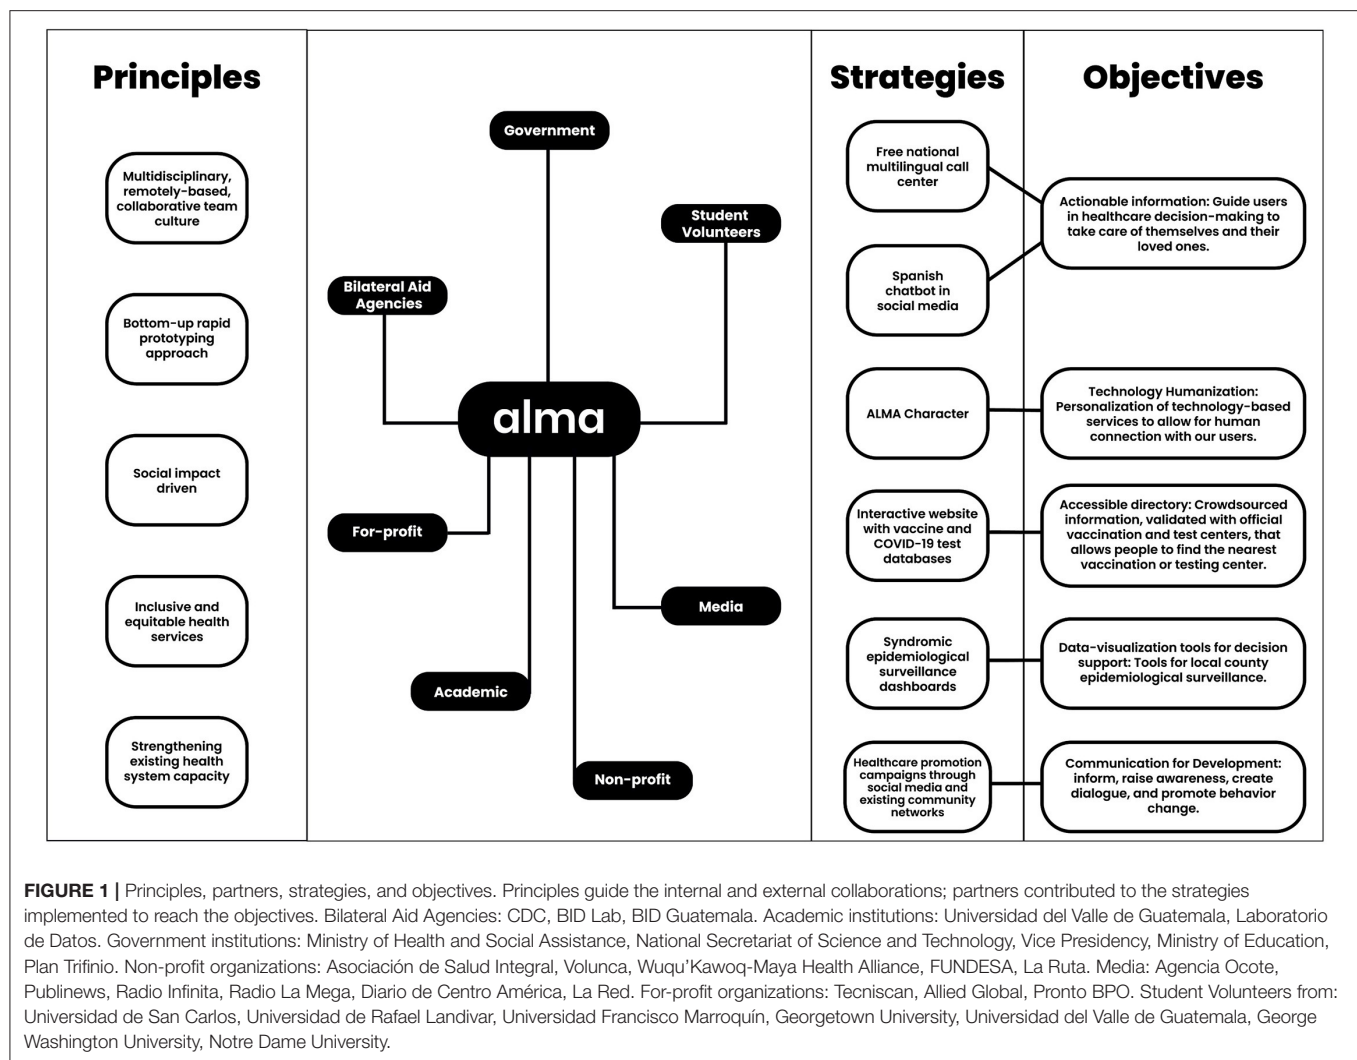 Principles
Multidisciplinary,
remotely-based,
collaborative team
culture
Bottom-up rapid
prototyping
approach
Social impact
driven
Inclusive and
equitable health
services
Strengthening
existing health
system capacity
Government
Student
Volunteers
Bilateral Aid
Agencies
alma
For-profit
Media
Academic
Non-profit
Strategies
Free national
multilingual call
center
Spanish
chatbot in
social media
ALMA Character
Interactive website
with vaccine and
COVID-19 test
databases
Syndromic
epidemiological
surveillance
dashboards
Healthcare promotion
campaigns through
social media and
existing community
networks
Objectives
Actionable information: Guide users
in healthcare decision-making to
take care of themselves and their
loved ones.
Technology Humanization:
Personalization of technology-based
services to allow for human
connection with our users.
Accessible directory: Crowdsourced
information, validated with official
vaccination and test centers, that
allows people to find the nearest
vaccination or testing center.
Data-visualization tools for decision
support: Tools for local county
epidemiological surveillance.
Communication for Development:
inform, raise awareness, create
dialogue, and promote behavior
change.
FIGURE 1 | Principles, partners, strategies, and objectives. Principles guide the internal and external collaborations; partners contributed to the strategies
implemented to reach the objectives. Bilateral Aid Agencies: CDC, BID Lab, BID Guatemala. Academic institutions: Universidad del Valle de Guatemala, Laboratorio
de Datos. Government institutions: Ministry of Health and Social Assistance, National Secretariat of Science and Technology, Vice Presidency, Ministry of Education,
Plan Trifinio. Non-profit organizations: Asociación de Salud Integral, Volunca, Wuqu’Kawoq-Maya Health Alliance, FUNDESA, La Ruta. Media: Agencia Ocote,
Publinews, Radio Infinita, Radio La Mega, Diario de Centro América, La Red. For-profit organizations: Tecniscan, Allied Global, Pronto BPO. Student Volunteers from:
Universidad de San Carlos, Universidad de Rafael Landivar, Universidad Francisco Marroquín, Georgetown University, Universidad del Valle de Guatemala, George
Washington University, Notre Dame University.